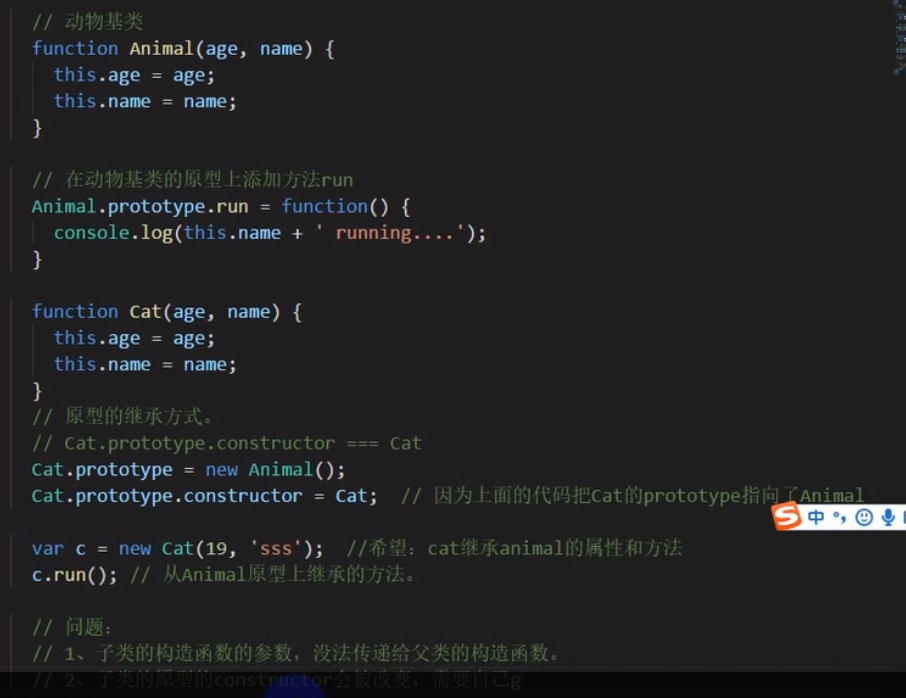 // 动物基类
function Animal(age, name) {
  this.age = age;
  this.name = name;
}
// 在动物基类的原型上添加方法run
Animal.prototype.run = function() {
  console.log(this.name + ' running....');
}
function Cat(age, name) {
  this.age = age;
  this.name = name;
}
// 原型的继承方式。
// Cat.prototype.constructor === Cat
Cat.prototype = new Animal();
Cat.prototype.constructor = Cat;  // 因为上面的代码把Cat的prototype指向了Animal
中
var c = new Cat(19, 'sss');  //希望：cat继承animal的属性和方法
c.run(); // 从Animal原型上继承的方法。
// 问题：
// 1、子类的构造函数的参数，没法传递给父类的构造函数。
// 2、子类的原型的constructor会被改变，需要自己g